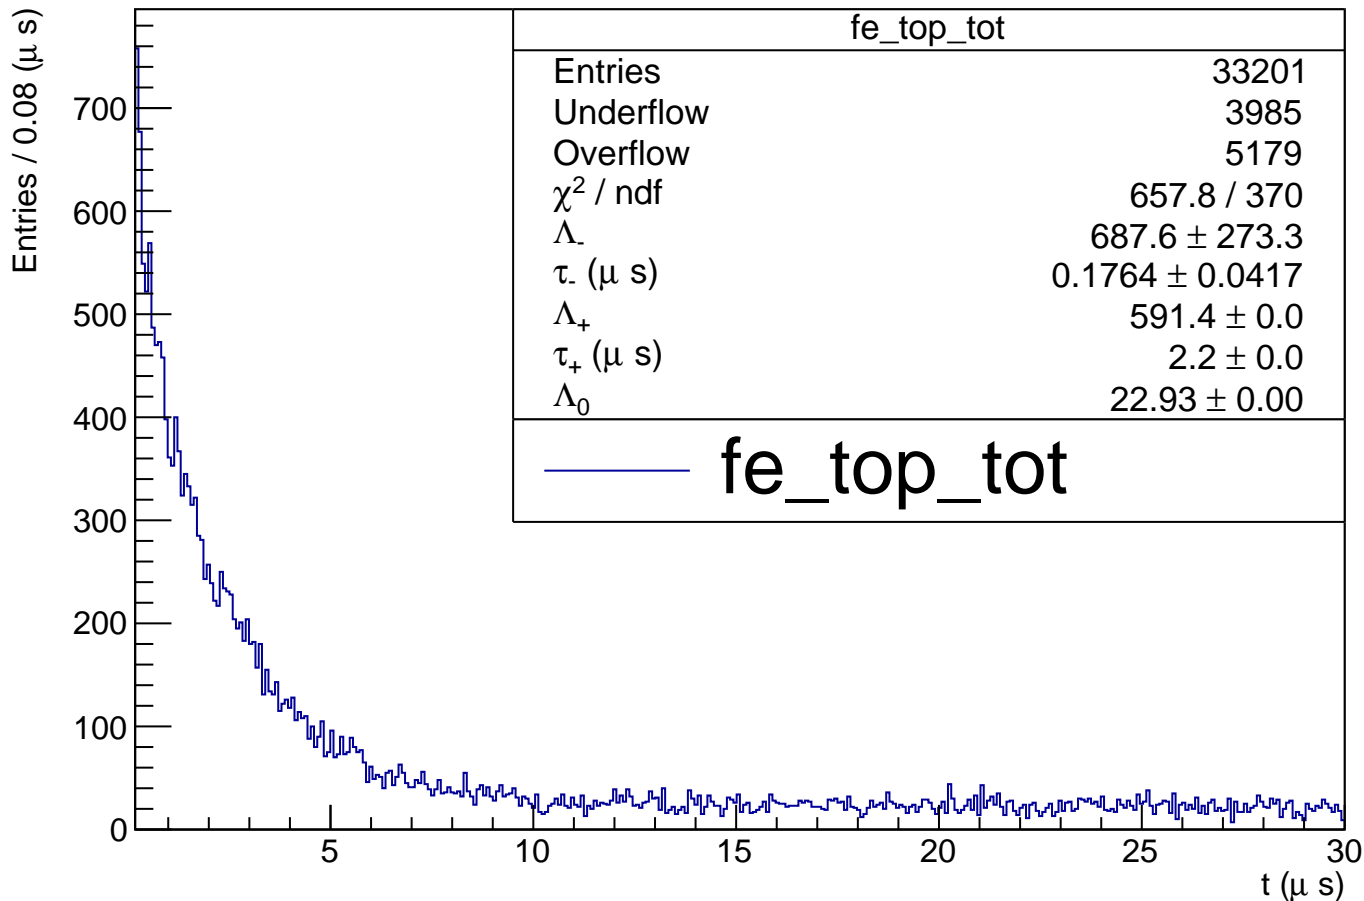 fe_top_tot
Entries 33201
Underflow 3985
Overflow 5179
χ² / ndf 657.8 / 370
Λ₋ 687.6 ± 273.3
τ₋ (μ s) 0.1764 ± 0.0417
Λ₊ 591.4 ± 0.0
τ₊ (μ s) 2.2 ± 0.0
Λ₀ 22.93 ± 0.00
fe_top_tot
Entries / 0.08 (μ s)
700
600
500
400
300
200
100
0
5 10 15 20 25 30
t (μ s)